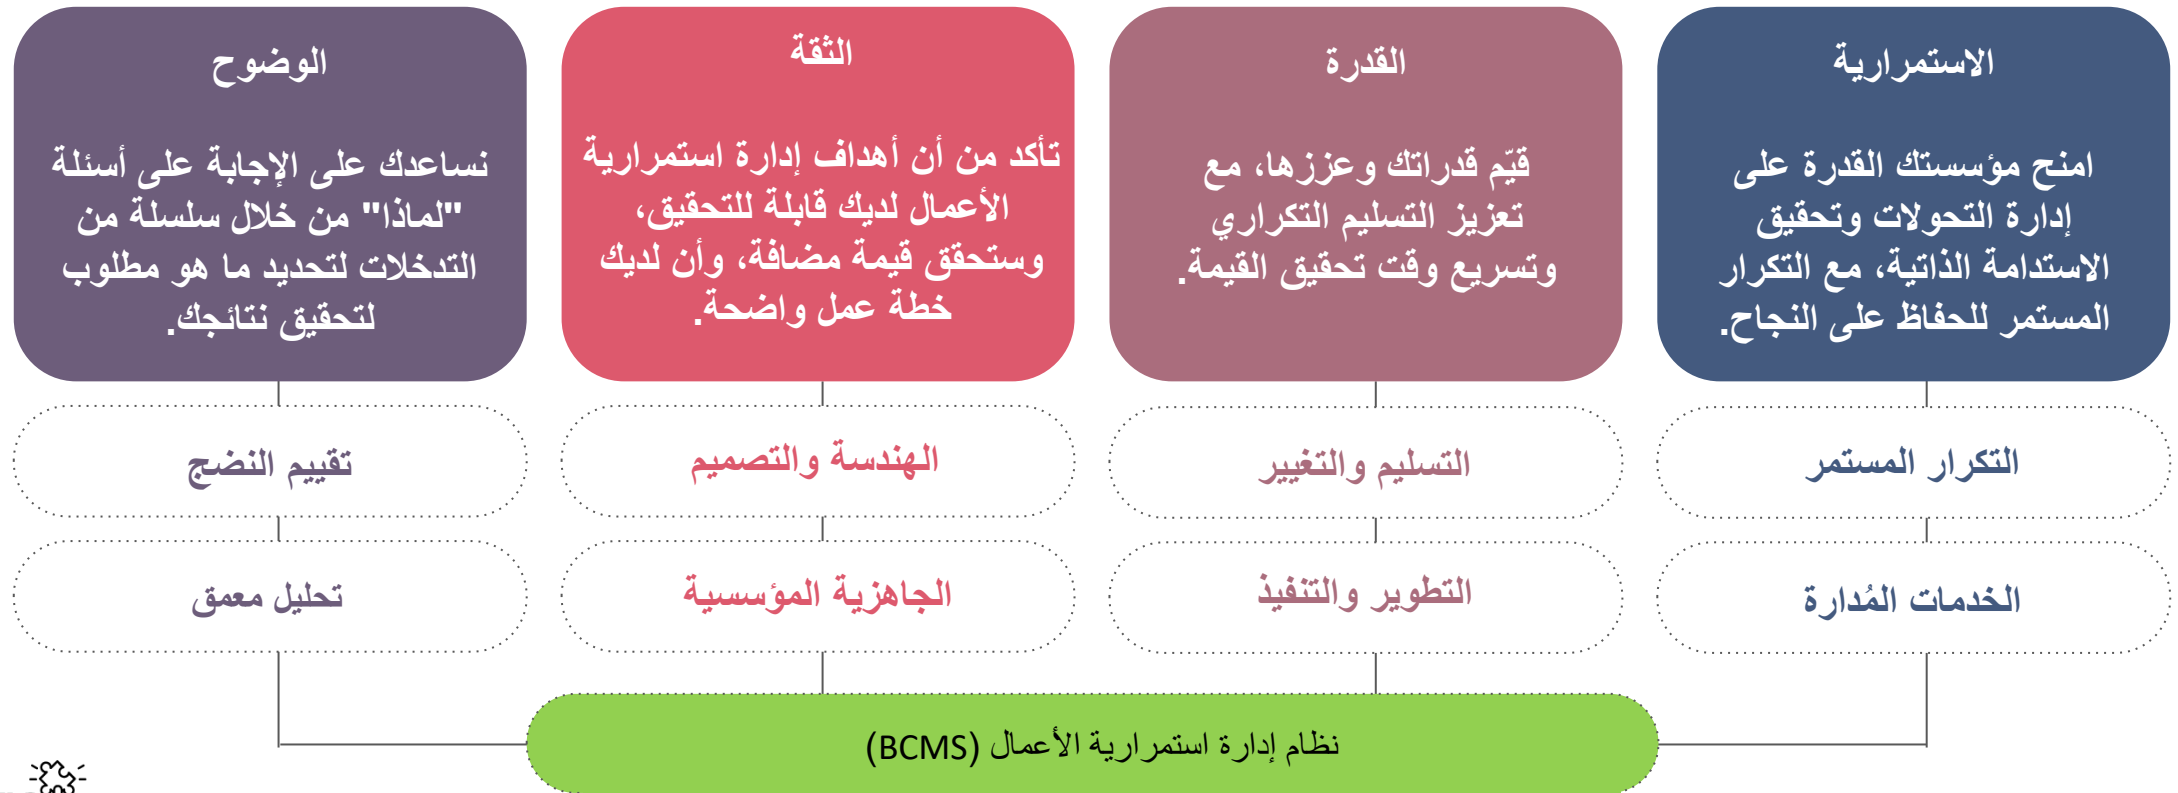 الاستمرارية
امنح مؤسستك القدرة على
إدارة التحولات وتحقيق
الاستدامة الذاتية، مع التكرار
المستمر للحفاظ على النجاح.
التكرار المستمر
الخدمات المُدارة
القدرة
قيّم قدراتك وعززها، مع
تعزيز التسليم التكراري
وتسريع وقت تحقيق القيمة.
التسليم والتغيير
التطوير والتنفيذ
الثقة
تأكد من أن أهداف إدارة استمرارية
الأعمال لديك قابلة للتحقيق،
وستحقق قيمة مضافة، وأن لديك
خطة عمل واضحة.
الهندسة والتصميم
الجاهزية المؤسسية
الوضوح
نساعدك على الإجابة على أسئلة
"لماذا" من خلال سلسلة من
التدخلات لتحديد ما هو مطلوب
لتحقيق نتائجك.
تقييم النضج
تحليل معمق
نظام إدارة استمرارية الأعمال (BCMS)